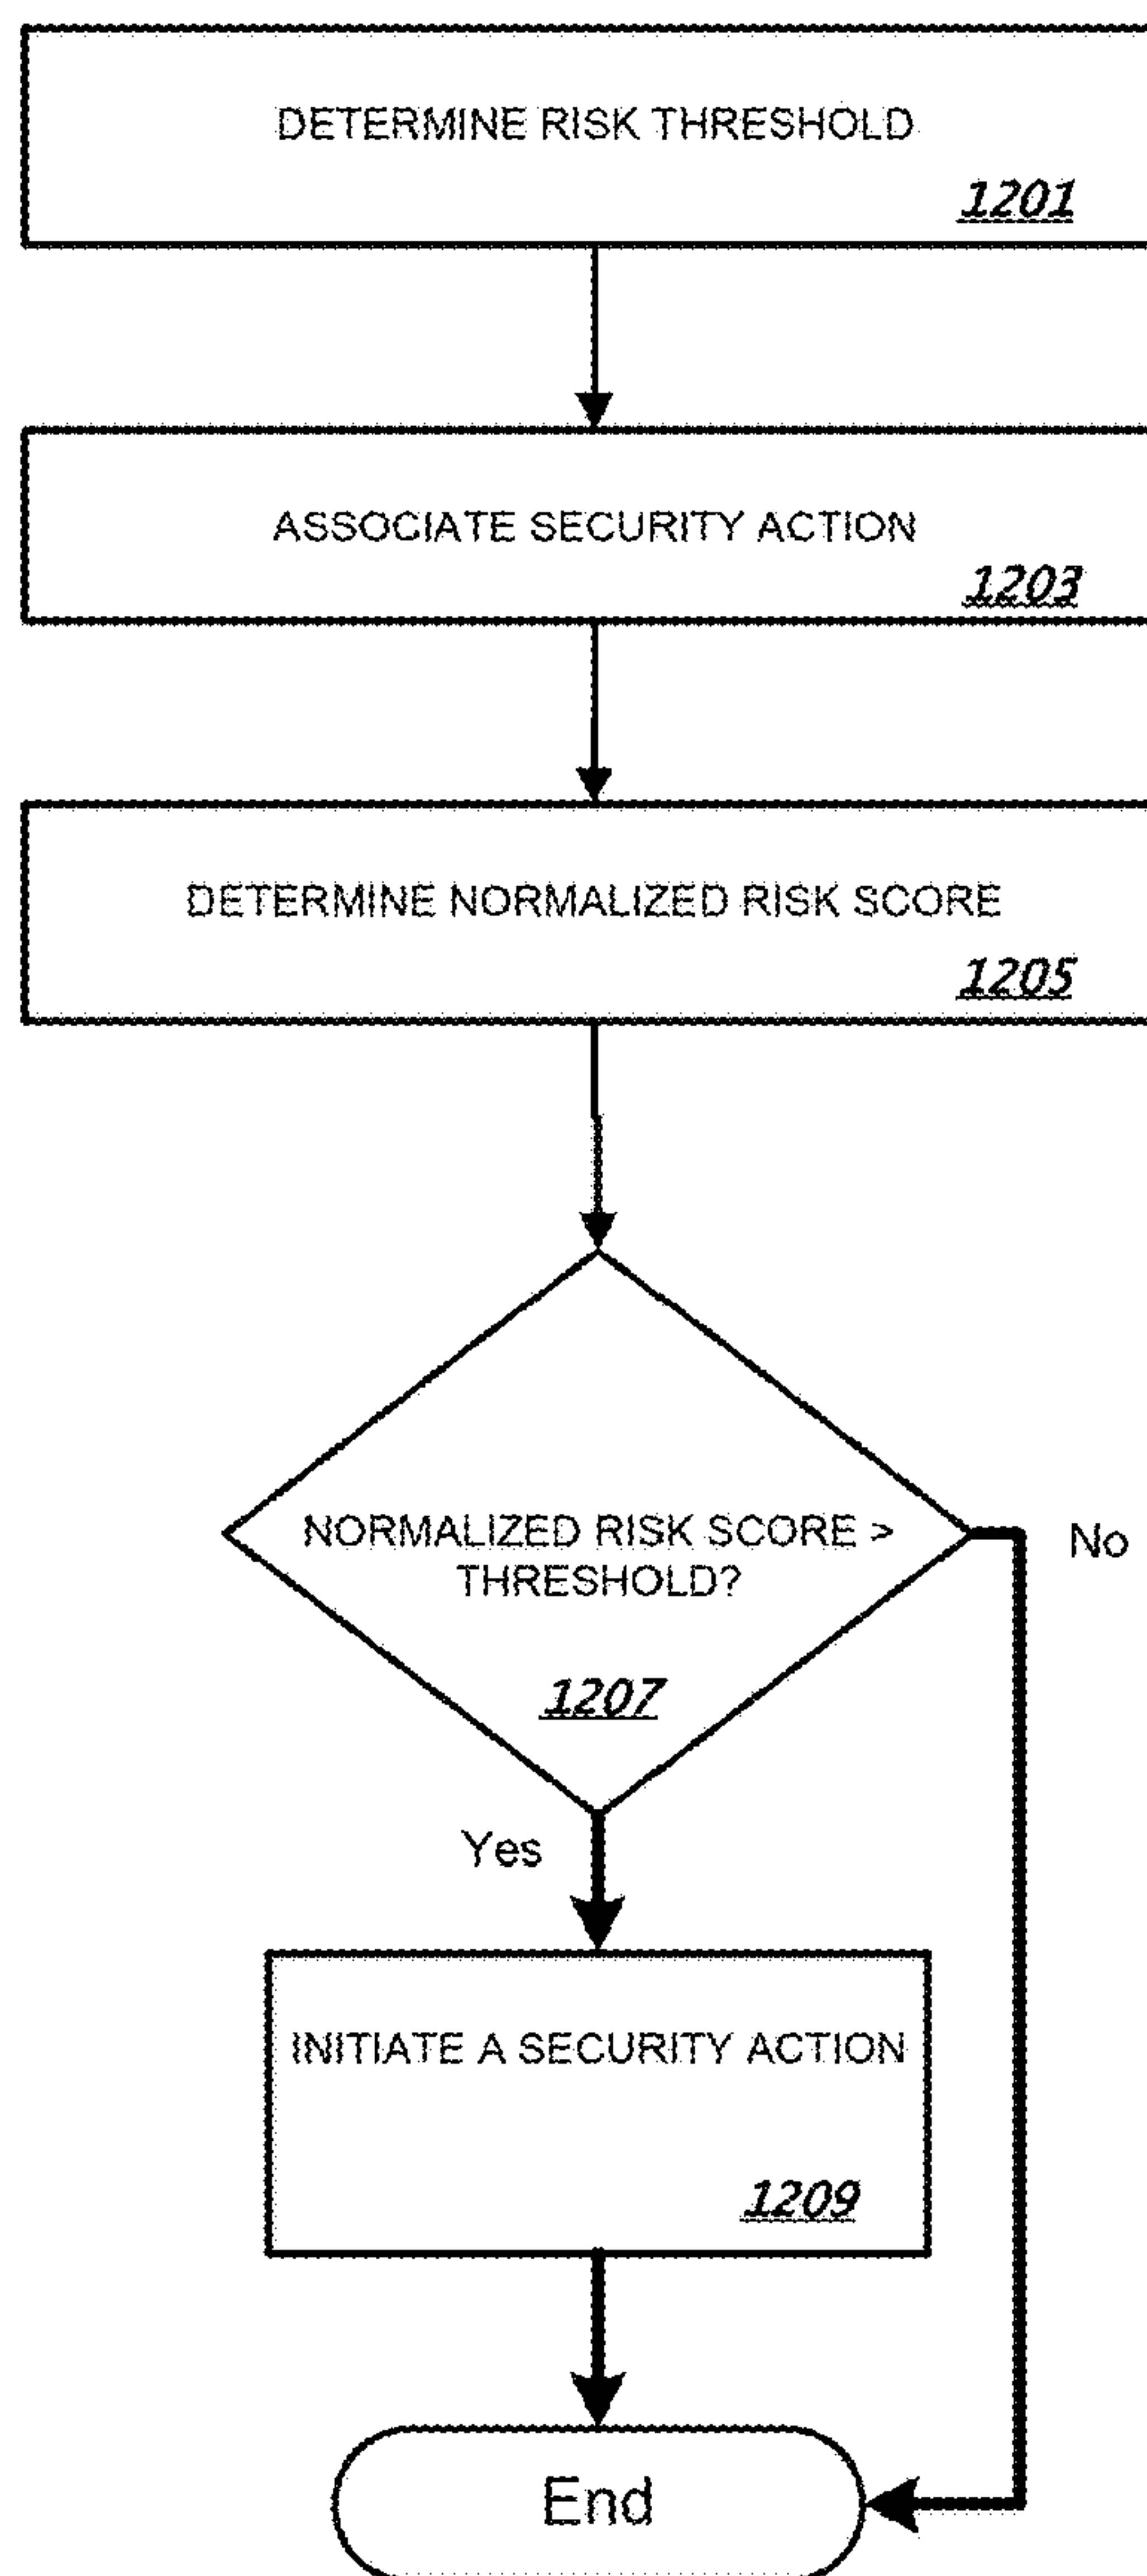 DETERMINE RISK THRESHOLD
1201
ASSOCIATE SECURITY ACTION
1203
DETERMINE NORMALIZED RISK SCORE
1205
NORMALIZED RISK SCORE >
THRESHOLD?
No
1207
Yes
INITIATE A SECURITY ACTION
1209
End